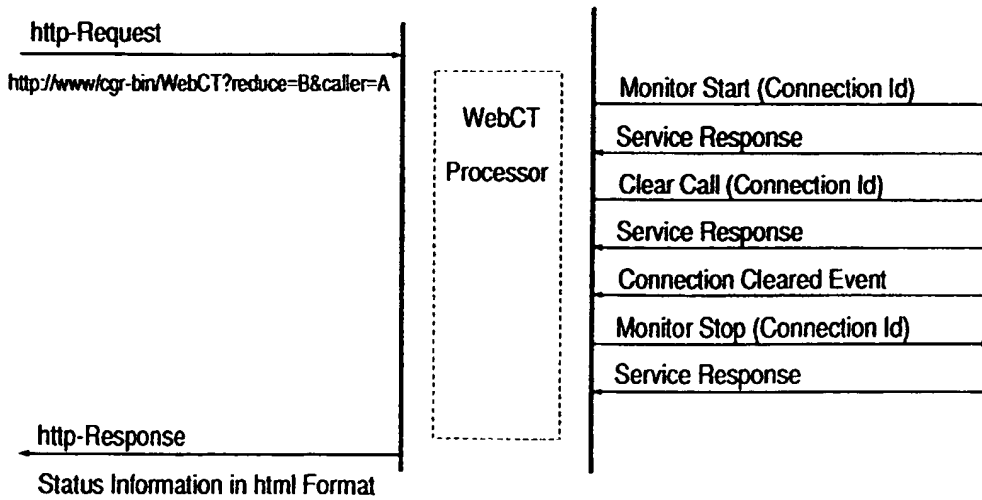 http-Request
http://www/cgr-bin/WebCT?reduce=B&caller=A
WebCT
Processor
Monitor Start (Connection Id)
Service Response
Clear Call (Connection Id)
Service Response
Connection Cleared Event
Monitor Stop (Connection Id)
Service Response
http-Response
Status Information in html Format